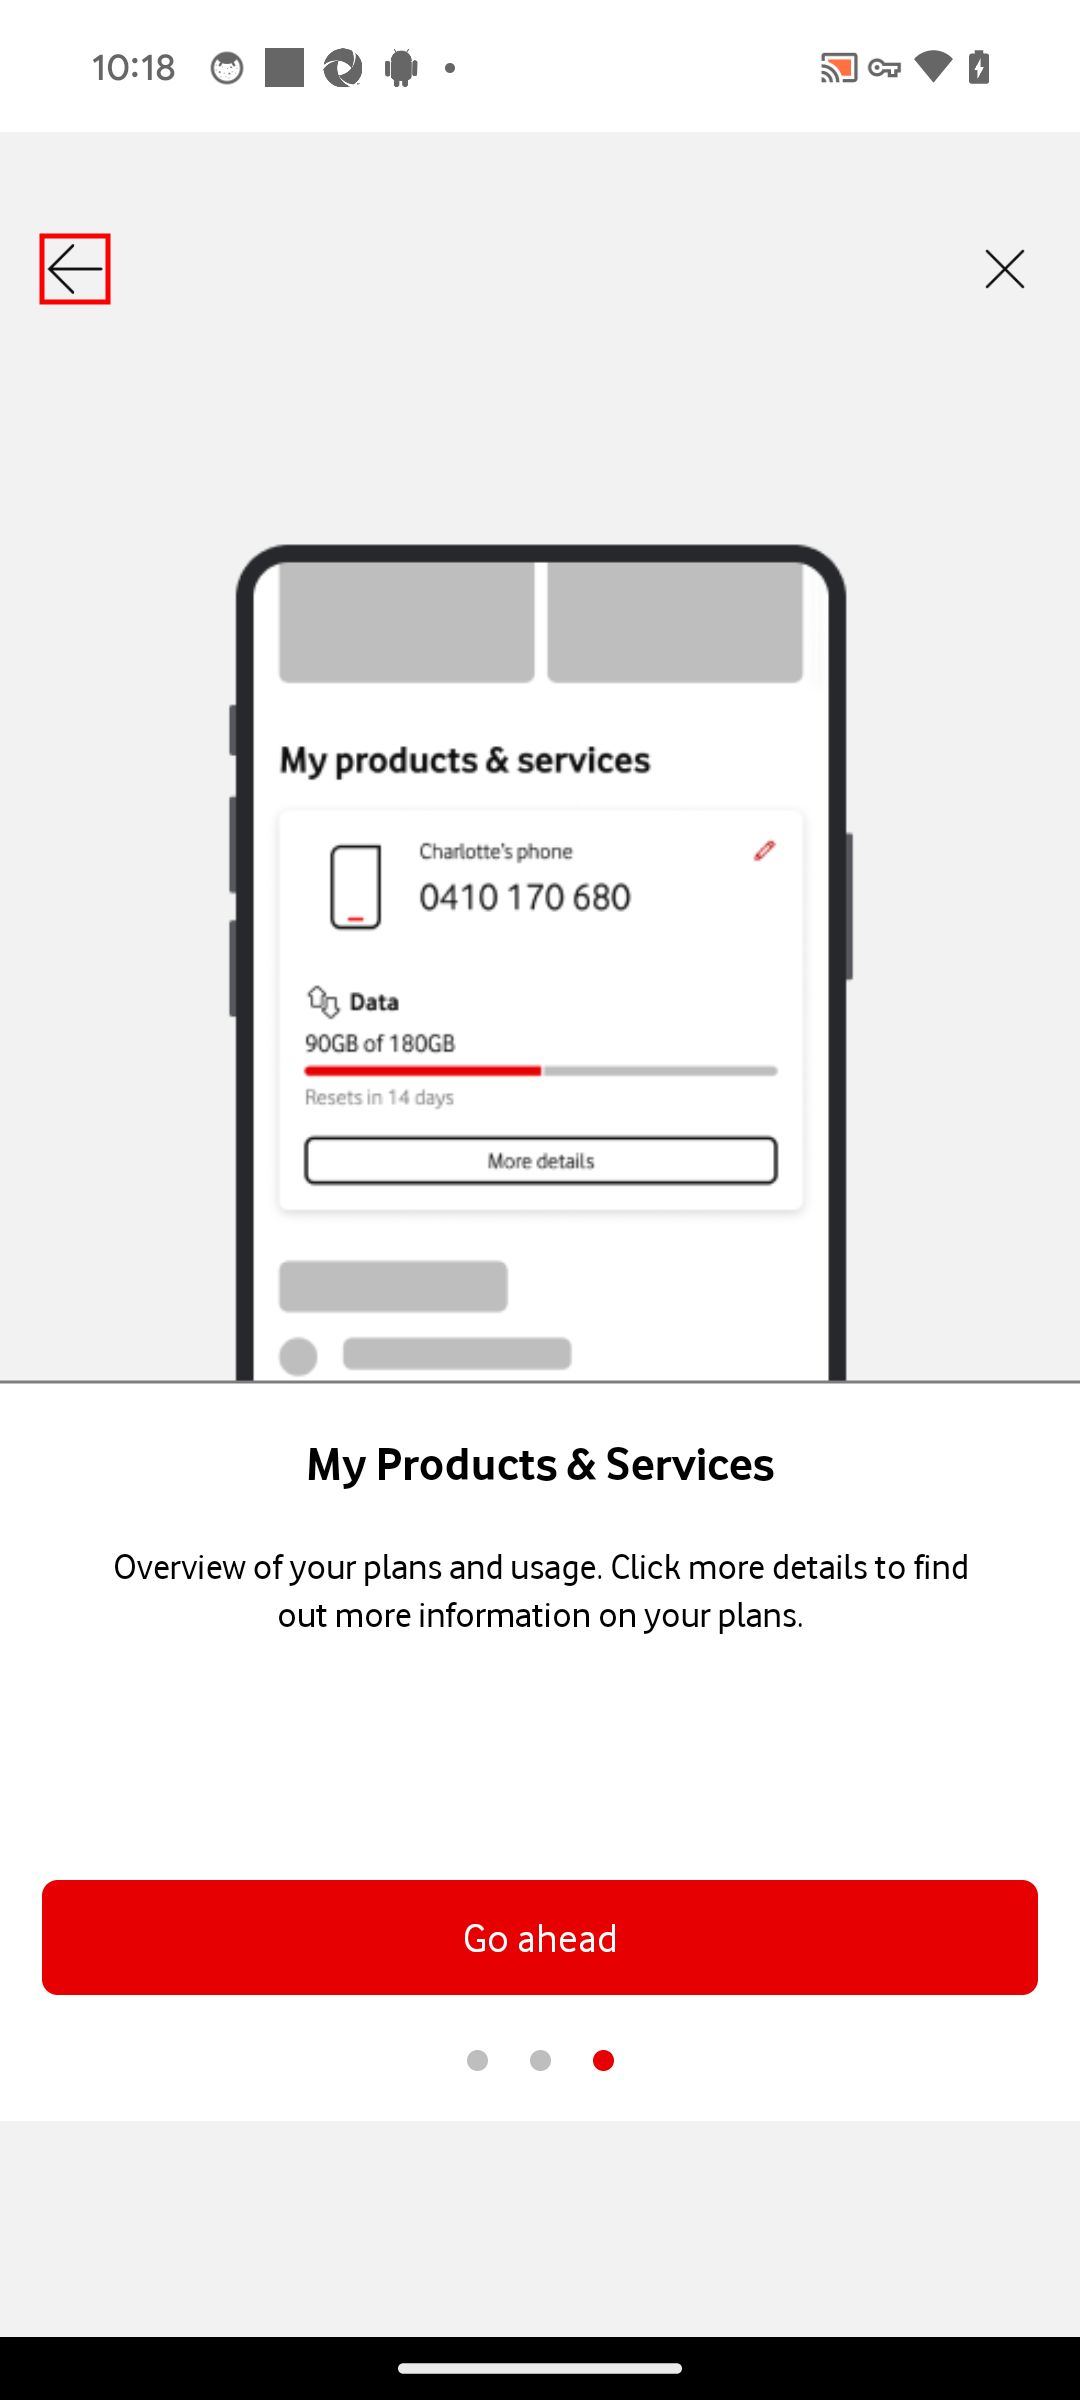 10:18
My products & services
Charlotte's phone
0410 170 680
Data
90GB of 180GB
Resets in 14 days
More details
My Products & Services
Overview of your plans and usage. Click more details to find
out more information on your plans.
Go ahead